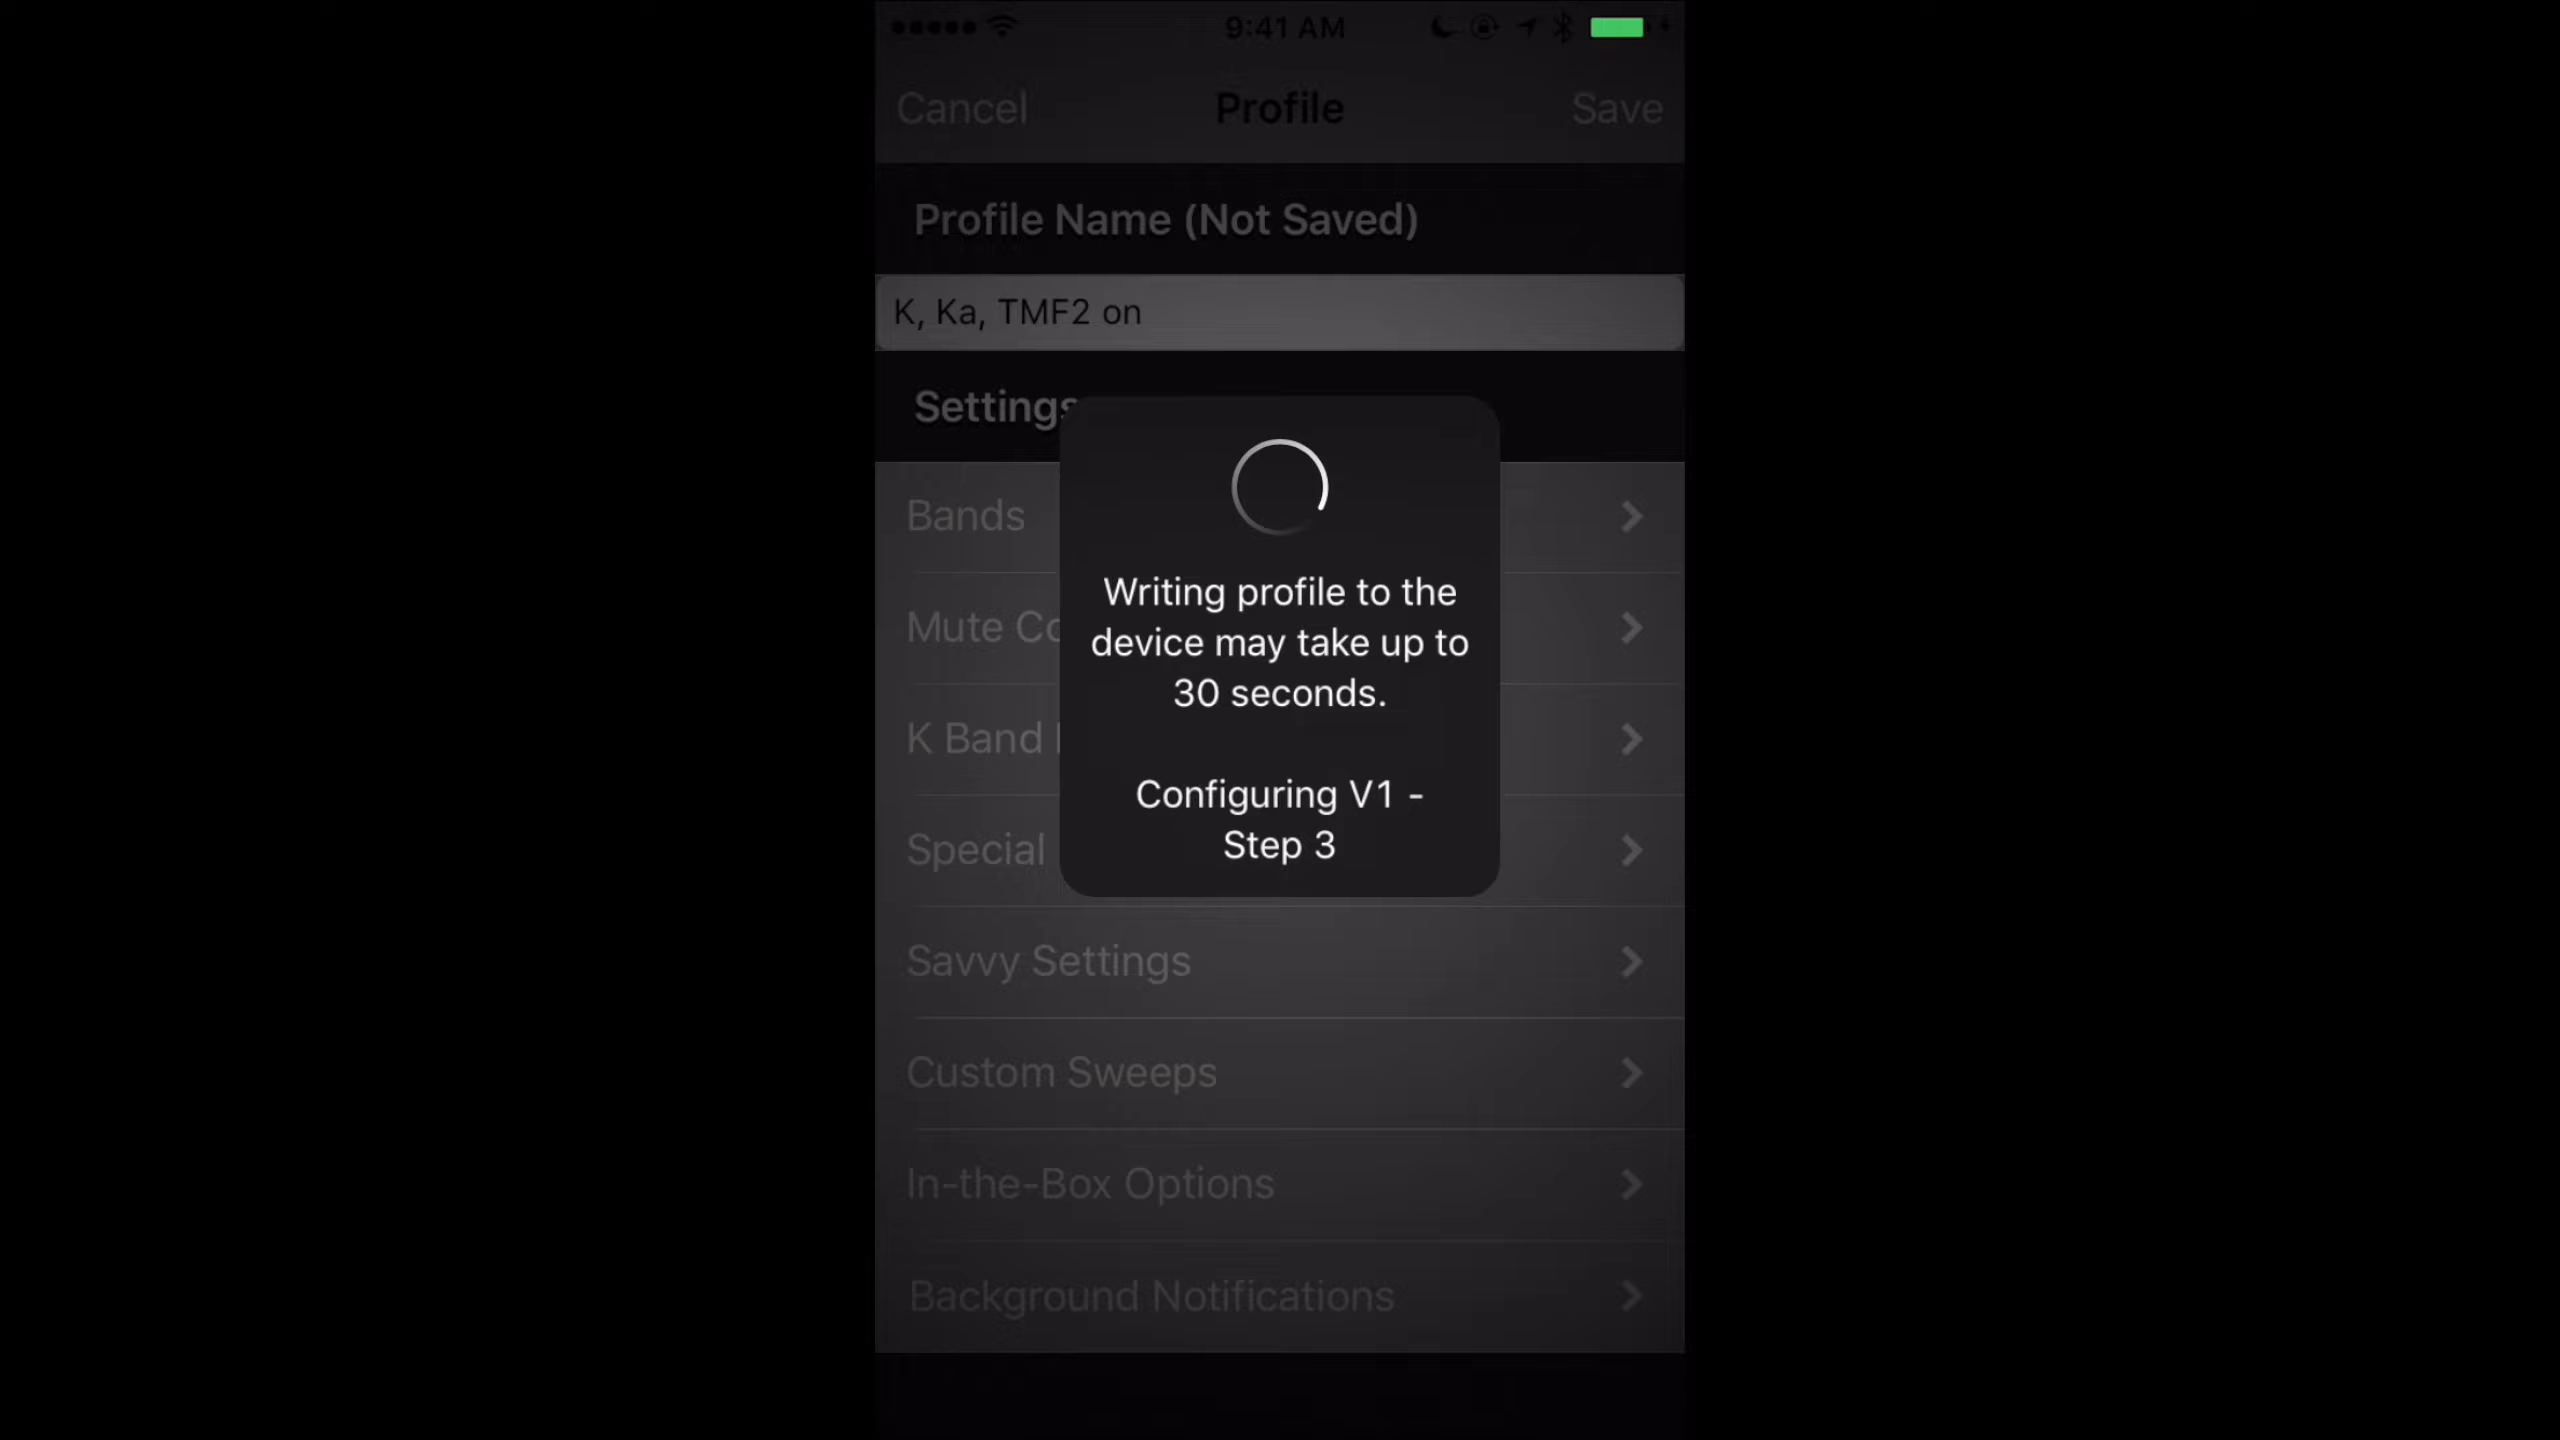 9:41 AM
Cancel Profile Save
Profile Name (Not Saved)
K, Ka, TMF2 on
Settings
Bands
Mute Co
K Band
Special
Writing profile to the
device may take up to
30 seconds.
Configuring V1 -
Step 3
Savvy Settings
Custom Sweeps
In-the-Box Options
Background Notifications